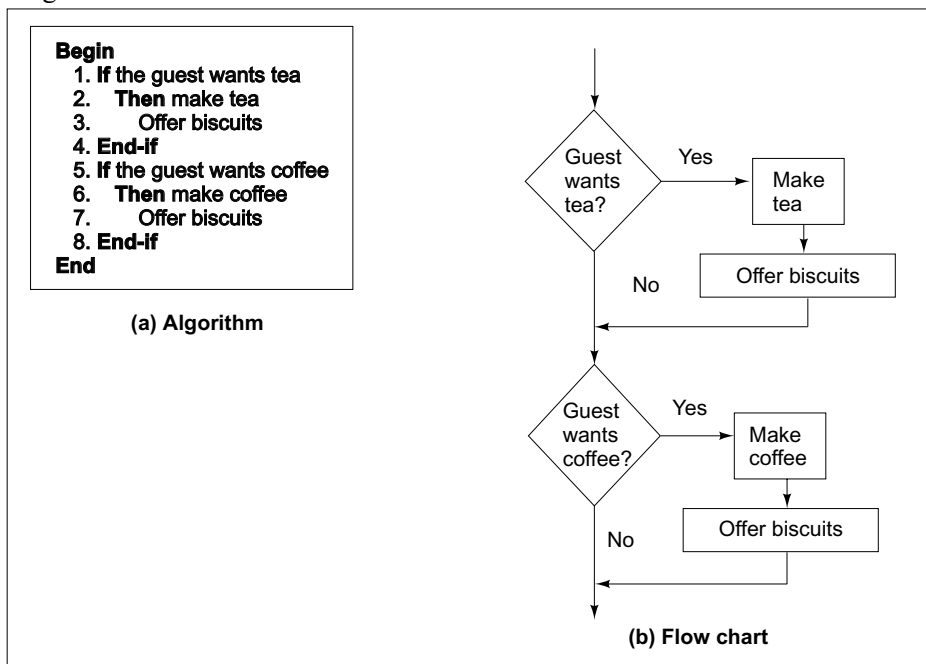 Begin
1. If the guest wants tea
2. Then make tea
3. Offer biscuits
4. End-if
5. If the guest wants coffee
6. Then make coffee
7. Offer biscuits
8. End-if
End
(a) Algorithm
Guest
wants
tea?
Yes
Make
tea
Offer biscuits
No
Guest
wants
coffee?
Yes
Make
coffee
Offer biscuits
No
(b) Flow chart